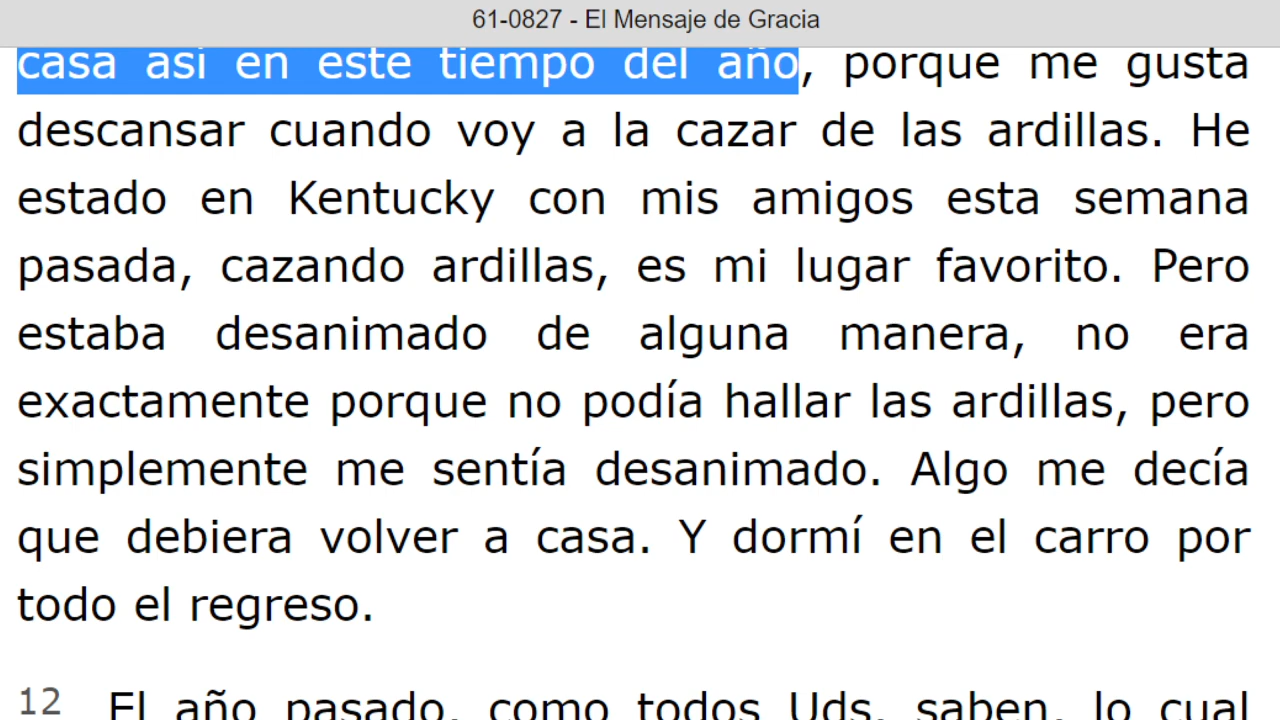 61-0827 - El Mensaje de Gracia
casa así en este tiempo del año, porque me gusta
descansar cuando voy a la cazar de las ardillas. He
estado en Kentucky con mis amigos esta semana
pasada, cazando ardillas, es mi lugar favorito. Pero
estaba desanimado de alguna manera, no era
exactamente porque no podía hallar las ardillas, pero
simplemente me sentía desanimado. Algo me decía
que debiera volver a casa. Y dormí en el carro por
todo el regreso.
12 El año pasado, como todos Uds. saben, lo cual